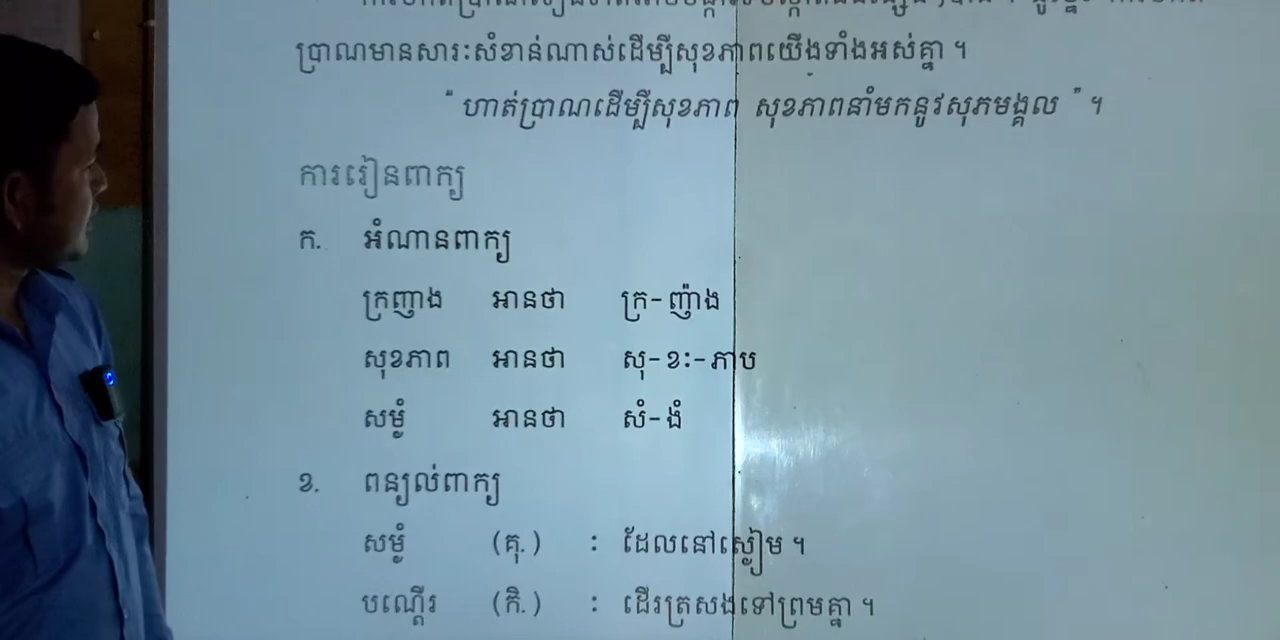 ប្រាណមានសារៈសំខាន់ណាស់ដើម្បីសុខភាពយើងទាំងអស់គ្នា ។
"ហាត់ប្រាណដើម្បីសុខភាព សុខភាពនាំមកនូវសុភមង្គល" ។
ការរៀនពាក្យ
ក. អំណានពាក្យ
ក្រញាង អានថា ក្រ-ញ៉ាង
សុខភាព អានថា សុ-ខៈ-ភាប
សម្ងំ អានថា សំ-ងំ
ខ. ពន្យល់ពាក្យ
សម្ងំ (គុ.) : ដែលនៅស្លៀម ។
បណ្តើរ (កិ.) : ដើរត្រសងទៅព្រមគ្នា ។